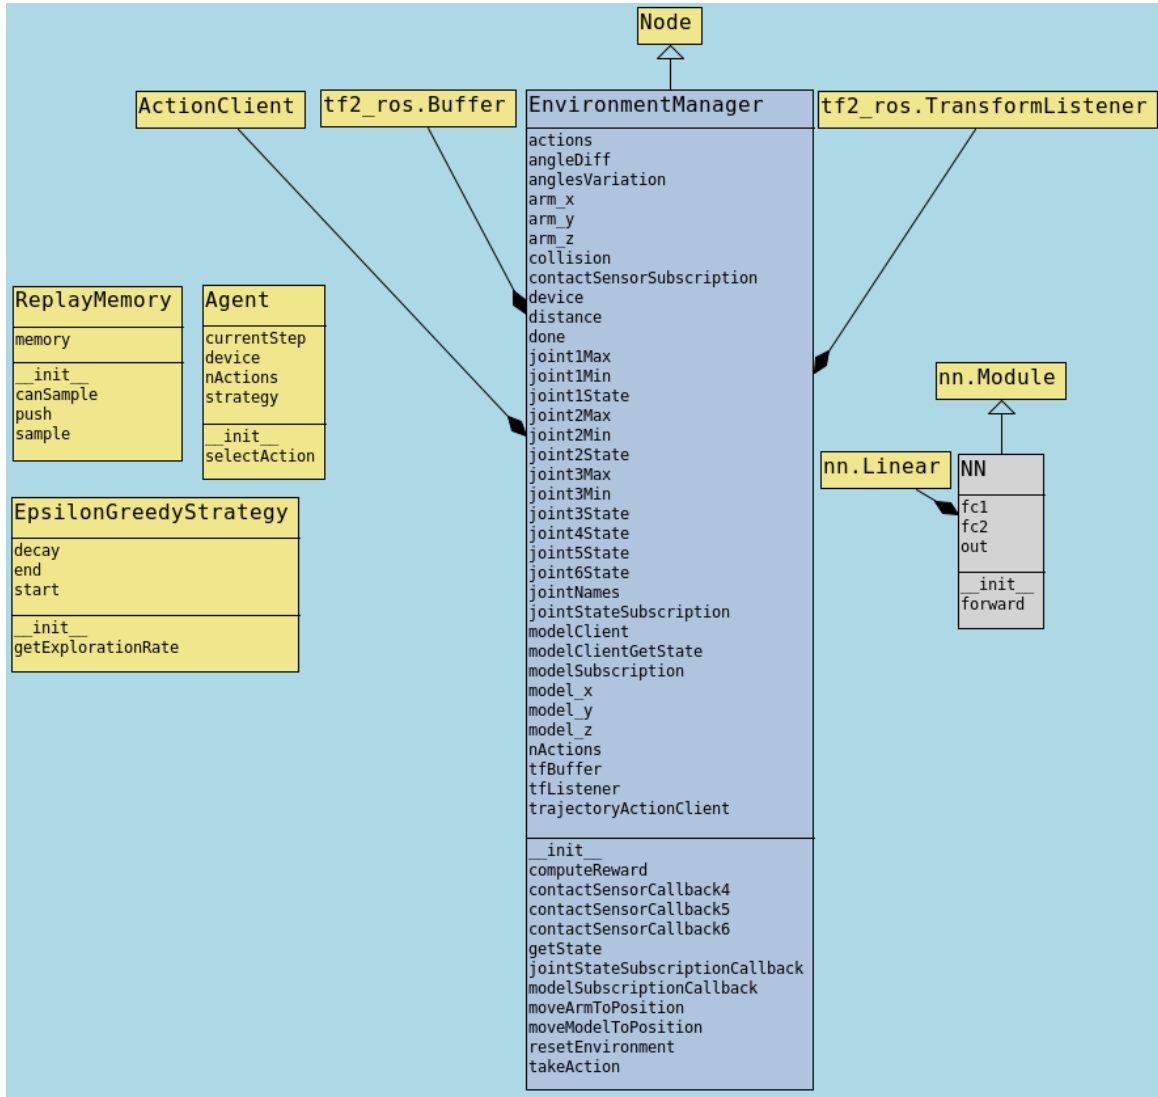 Node
ActionClient
tf2_ros.Buffer
EnvironmentManager
actions
angleDiff
anglesVariation
arm_x
arm_y
arm_z
collision
contactSensorSubscription
device
distance
done
joint1Max
joint1Min
joint1State
joint2Max
joint2Min
joint2State
joint3Max
joint3Min
joint3State
joint4State
joint5State
joint6State
jointNames
jointStateSubscription
modelClient
modelClientGetState
modelSubscription
model_x
model_y
model_z
nActions
tfBuffer
tfListener
trajectoryActionClient
__init__
computeReward
contactSensorCallback4
contactSensorCallback5
contactSensorCallback6
getState
jointStateSubscriptionCallback
modelSubscriptionCallback
moveArmToPosition
moveModelToPosition
resetEnvironment
takeAction
tf2_ros.TransformListener
ReplayMemory
memory
__init__
canSample
push
sample
Agent
currentStep
device
nActions
strategy
__init__
selectAction
EpsilonGreedyStrategy
decay
end
start
__init__
getExplorationRate
nn.Module
nn.Linear
NN
fc1
fc2
out
__init__
forward